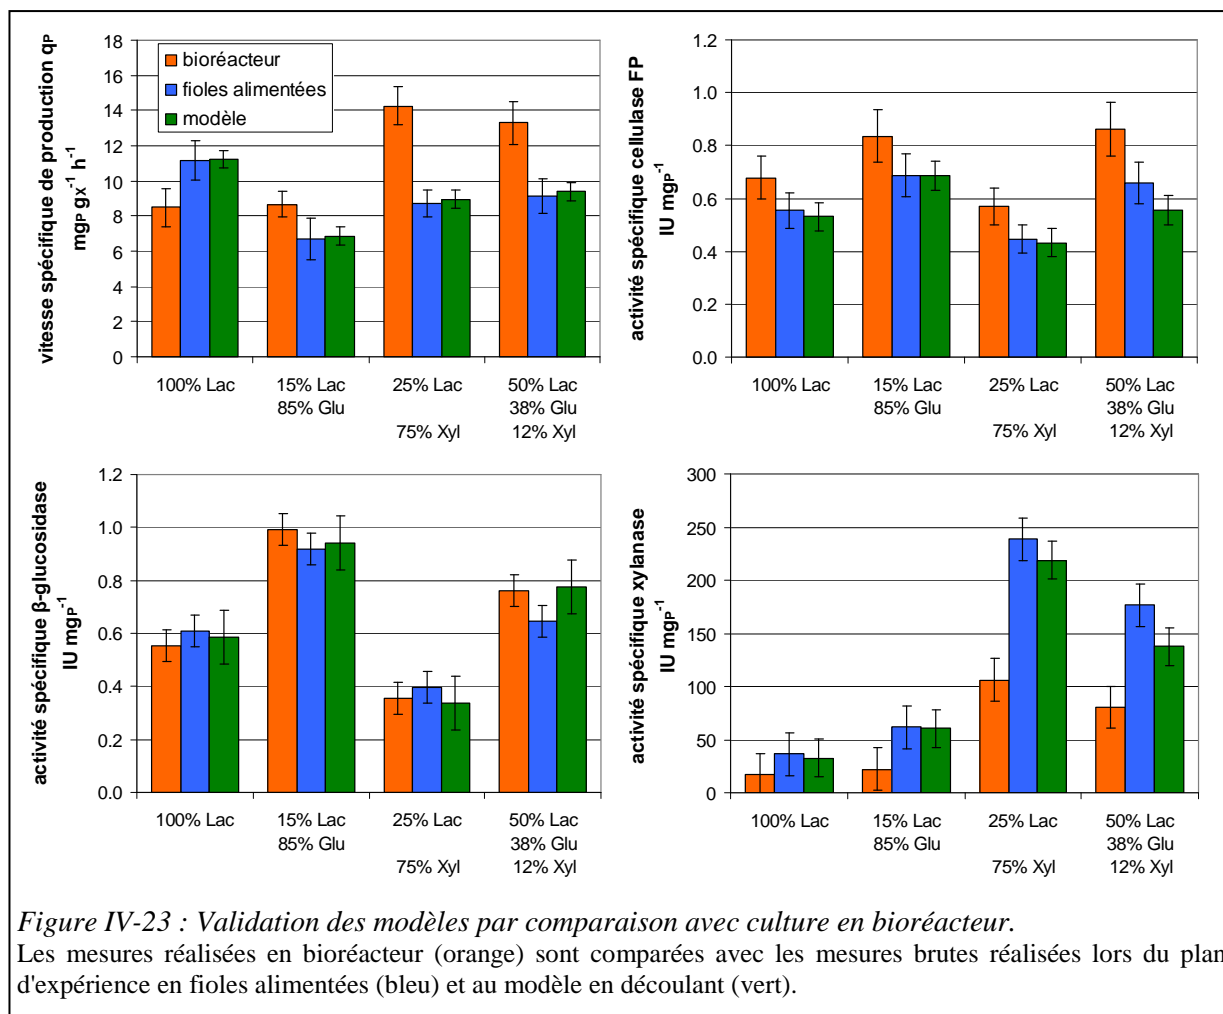 vitesse spécifique de production qP
mgP gX-1 h-1
18
16
14
12
10
8
6
4
2
0
bioréacteur
fioles alimentées
modèle
100% Lac
15% Lac
85% Glu
25% Lac
75% Xyl
50% Lac
38% Glu
12% Xyl
activité spécifique cellulase FP
IU mgP-1
1.2
1.0
0.8
0.6
0.4
0.2
0.0
100% Lac
15% Lac
85% Glu
25% Lac
75% Xyl
50% Lac
38% Glu
12% Xyl
activité spécifique β-glucosidase
IU mgP-1
1.2
1.0
0.8
0.6
0.4
0.2
0.0
100% Lac
15% Lac
85% Glu
25% Lac
75% Xyl
50% Lac
38% Glu
12% Xyl
activité spécifique xylanase
IU mgP-1
300
250
200
150
100
50
0
100% Lac
15% Lac
85% Glu
25% Lac
75% Xyl
50% Lac
38% Glu
12% Xyl
Figure IV-23 : Validation des modèles par comparaison avec culture en bioréacteur.
Les mesures réalisées en bioréacteur (orange) sont comparées avec les mesures brutes réalisées lors du plan
d'expérience en fioles alimentées (bleu) et au modèle en découlant (vert).